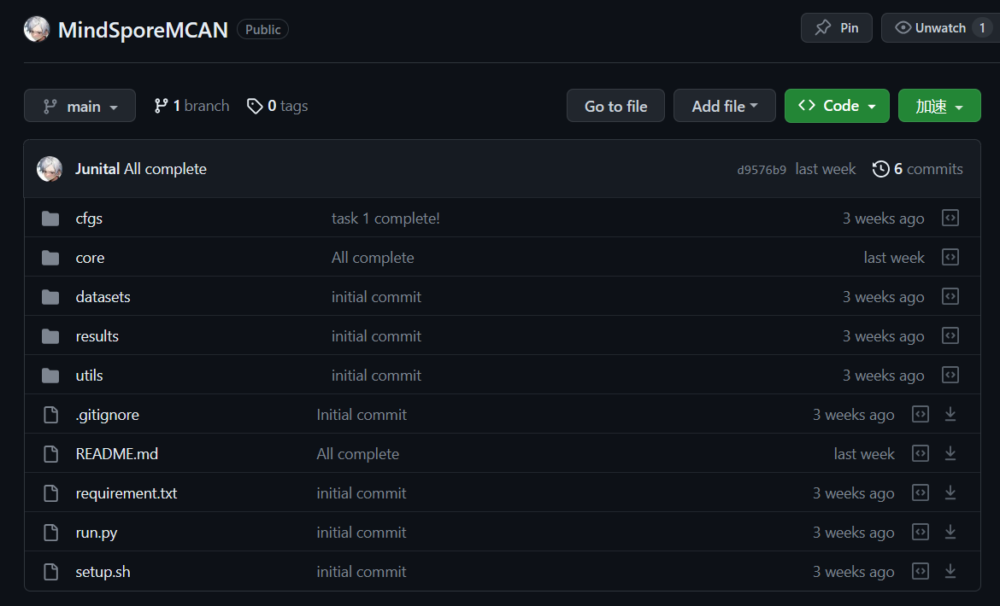 MindSporeMCAN Public Pin Unwatch 1
main 1 branch 0 tags Go to file Add file Code 加速
Junital All complete d9576b9 last week 6 commits
cfgs task 1 complete! 3 weeks ago
core All complete last week
datasets initial commit 3 weeks ago
results initial commit 3 weeks ago
utils initial commit 3 weeks ago
.gitignore Initial commit 3 weeks ago
README.md All complete last week
requirement.txt initial commit 3 weeks ago
run.py initial commit 3 weeks ago
setup.sh initial commit 3 weeks ago